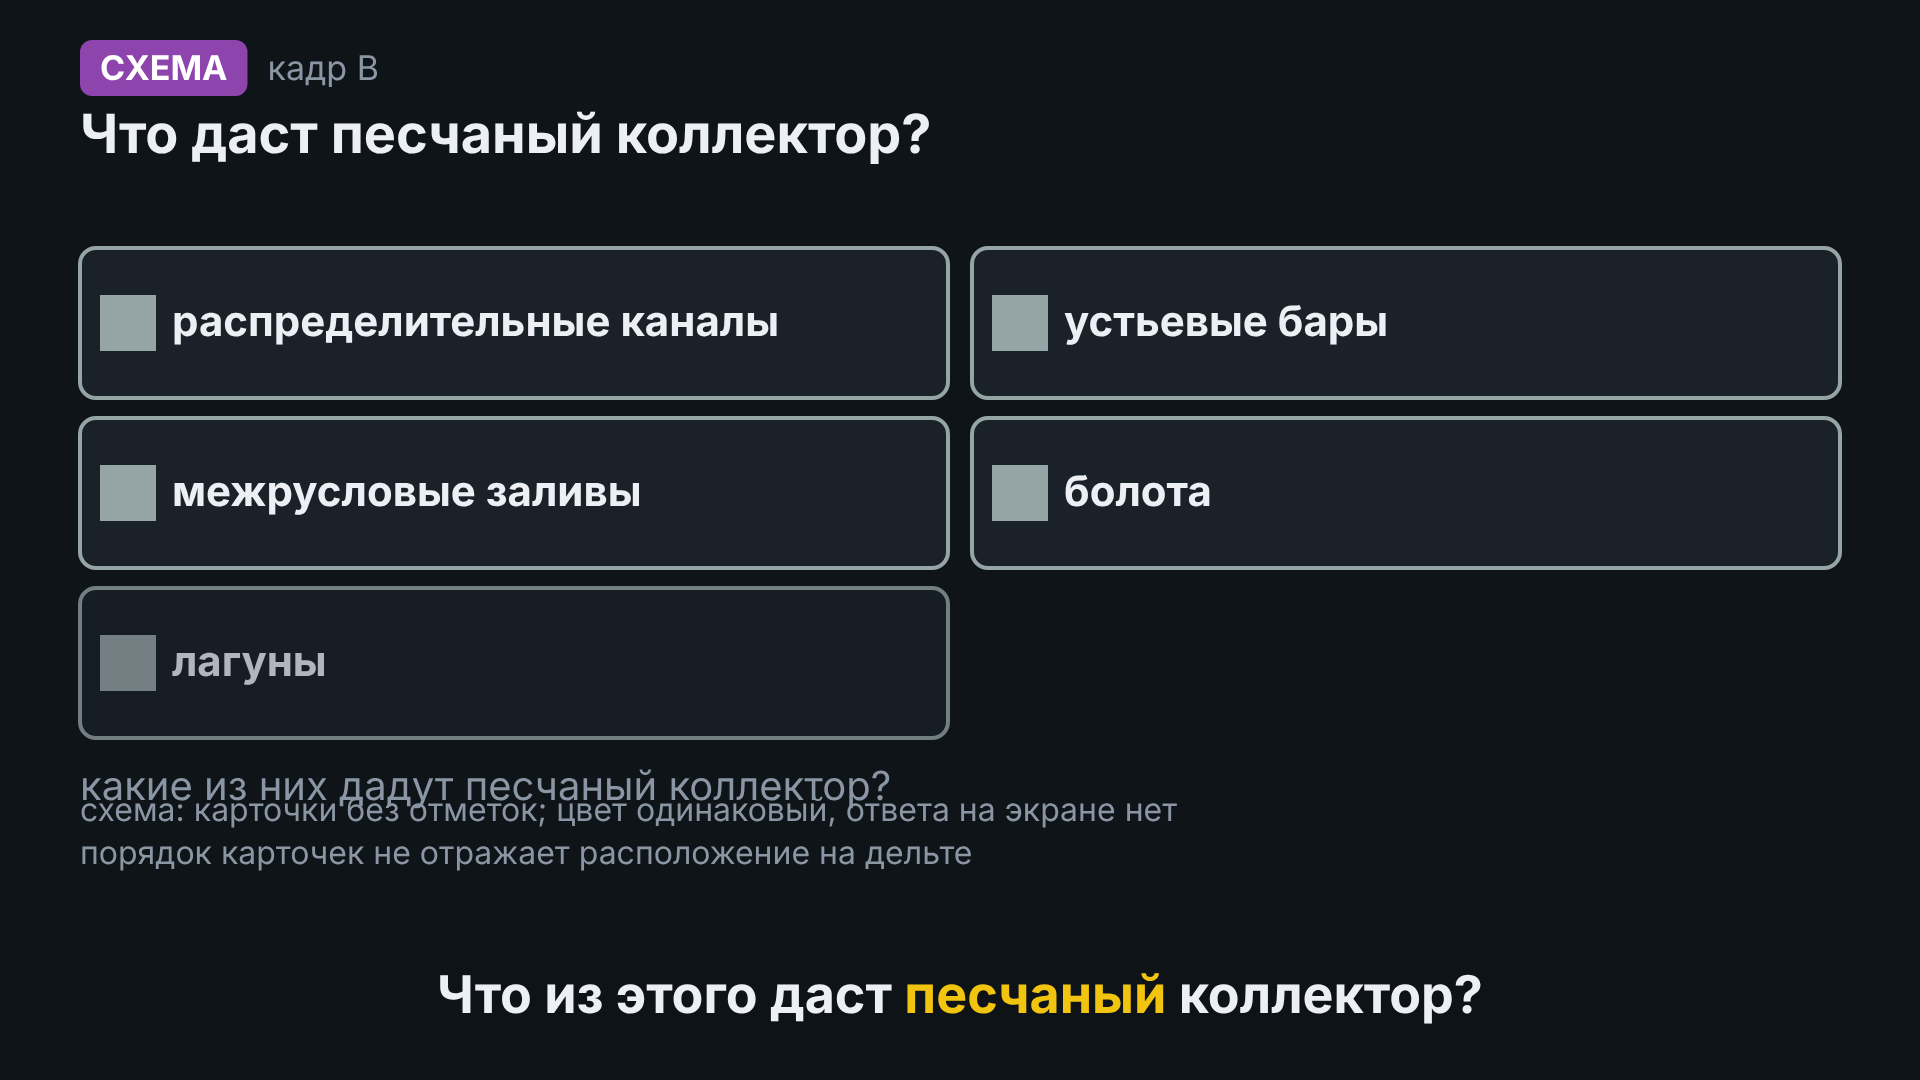 СХЕМА кадр В
Что даст песчаный коллектор?
распределительные каналы
устьевые бары
межрусловые заливы
болота
лагуны
какие из них дадут песчаный коллектор?
схема: карточки без отметок; цвет одинаковый, ответа на экране нет
порядок карточек не отражает расположение на дельте
Что из этого даст песчаный коллектор?